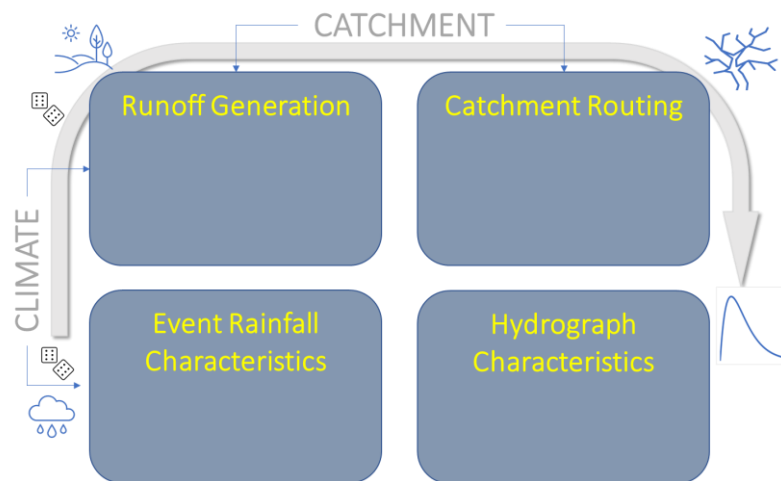 CATCHMENT
Runoff Generation
Catchment Routing
CLIMATE
Event Rainfall
Characteristics
Hydrograph
Characteristics